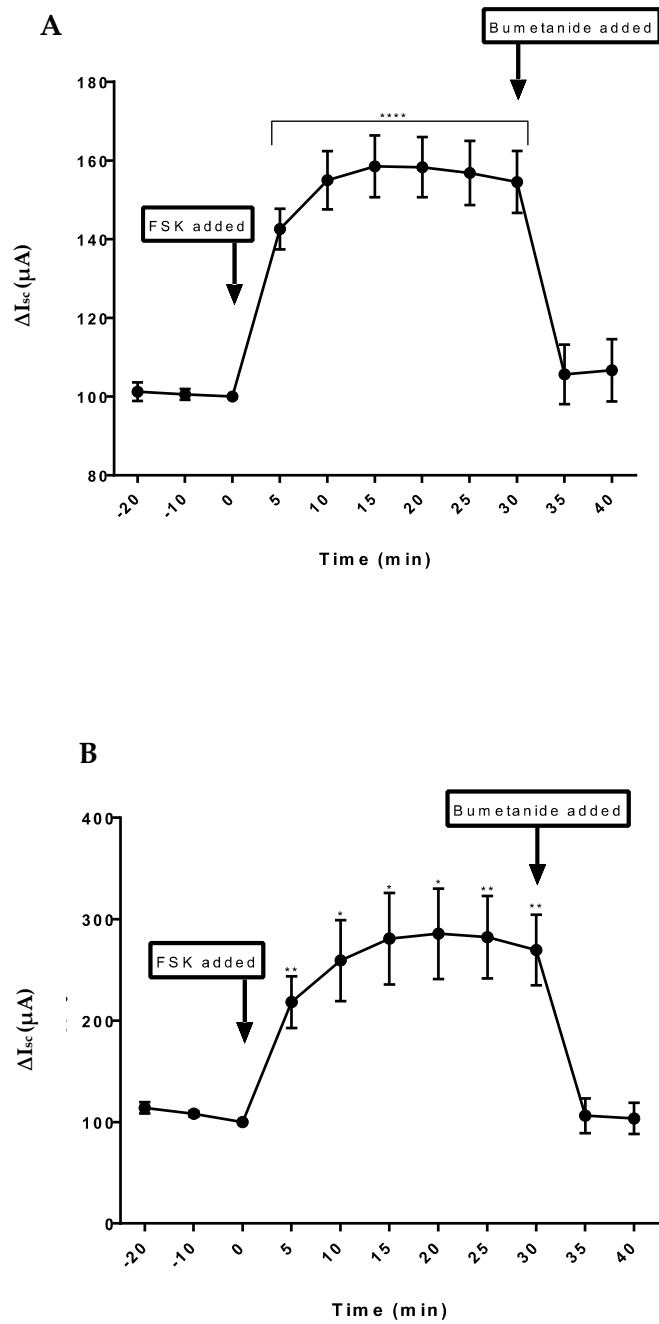 A
Bumetanide added
180
****
160
FSK added
140
ΔIsc (μA)
120
100
80
-20 -10 0 5 10 15 20 25 30 35 40
Time (min)
B
Bumetanide added
400
* * ** **
300
FSK added
**
200
ΔIsc (μA)
100
0
-20 -10 0 5 10 15 20 25 30 35 40
Time (min)